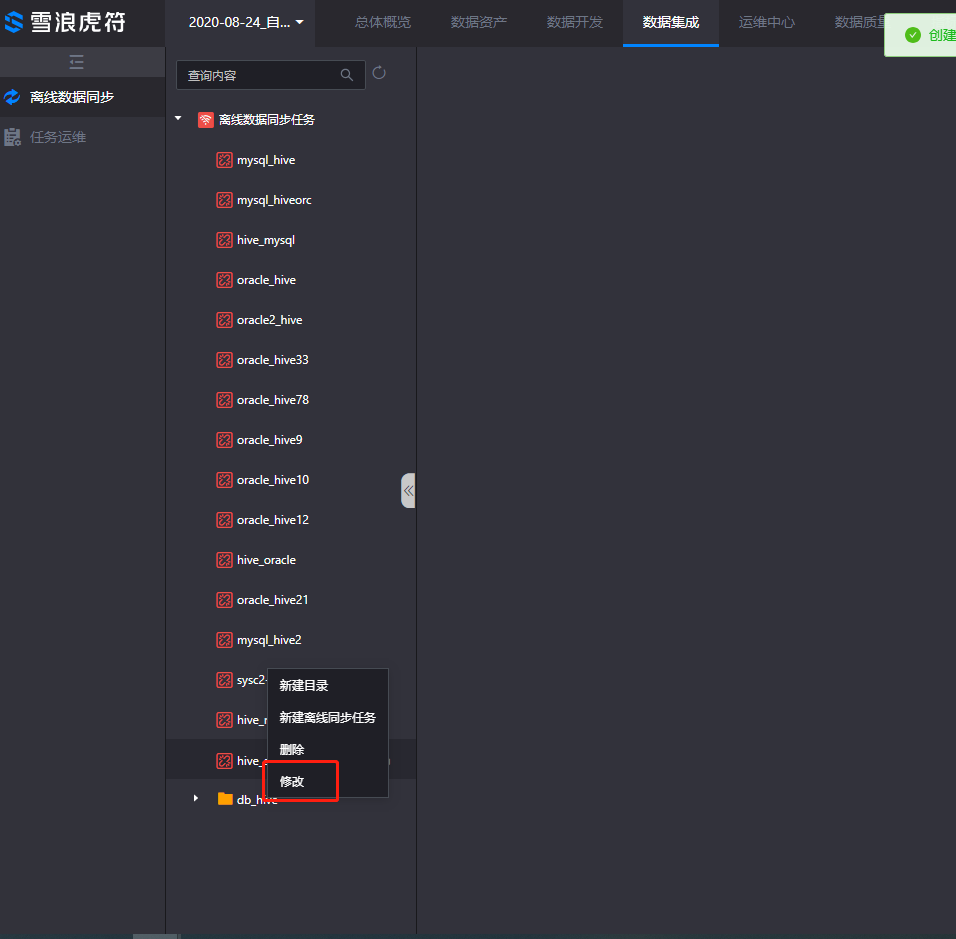 雪浪虎符
2020-08-24_自...
总体概览
数据资产
数据开发
数据集成
运维中心
数据质
创建
离线数据同步
任务运维
查询内容
离线数据同步任务
mysql_hive
mysql_hiveorc
hive_mysql
oracle_hive
oracle2_hive
oracle_hive33
oracle_hive78
oracle_hive9
oracle_hive10
oracle_hive12
hive_oracle
oracle_hive21
mysql_hive2
sysc2-
hive_
hive_
db_hive
新建目录
新建离线同步任务
删除
修改